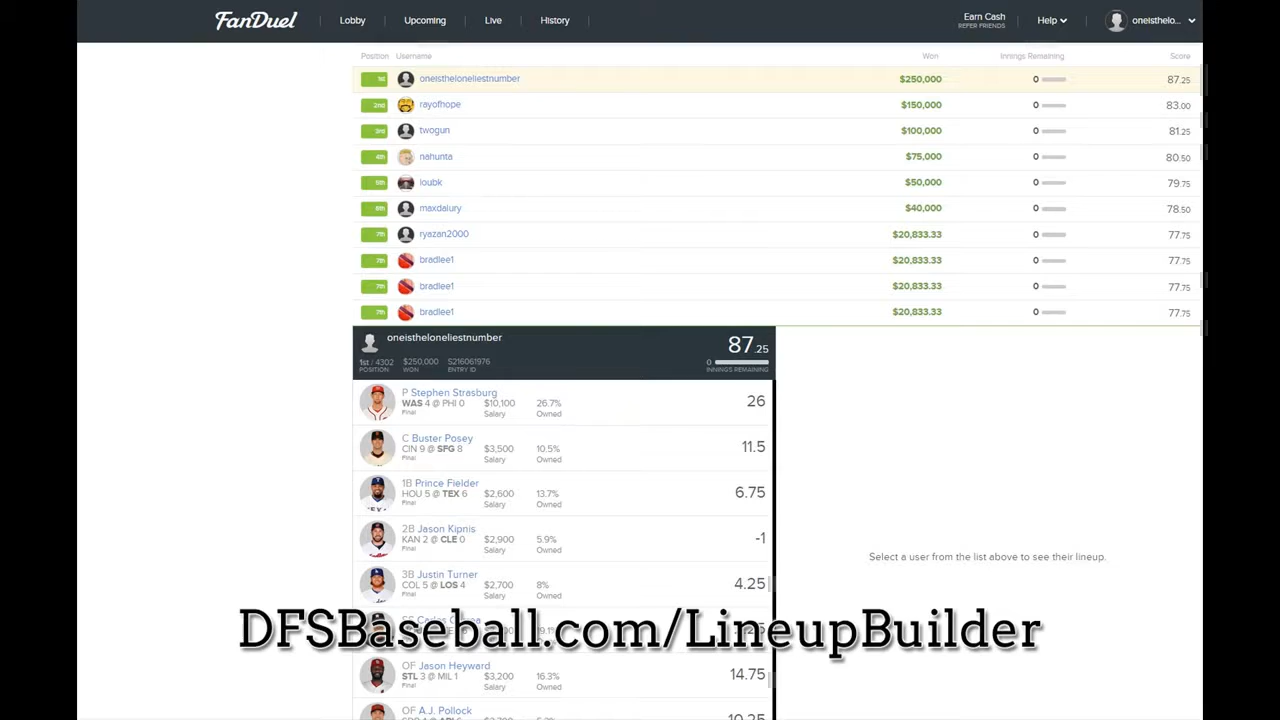 FanDuel Lobby Upcoming Live History Earn Cash REFER FRIENDS Help oneisthelo...
Position Username Won Innings Remaining Score
1st oneistheloneliestnumber $250,000 0 87.25
2nd rayofhope $150,000 0 83.00
3rd twogun $100,000 0 81.25
4th nahunta $75,000 0 80.50
5th loubk $50,000 0 79.75
6th maxdalury $40,000 0 78.50
7th ryazan2000 $20,833.33 0 77.75
7th bradlee1 $20,833.33 0 77.75
7th bradlee1 $20,833.33 0 77.75
7th bradlee1 $20,833.33 0 77.75
oneistheloneliestnumber 87.25
1st / 4302 $250,000 S216061976 0
POSITION WON ENTRY ID INNINGS REMAINING
P Stephen Strasburg
WAS 4 @ PHI 0 $10,100 26.7% 26
Final Salary Owned
C Buster Posey
CIN 9 @ SFG 8 $3,500 10.5% 11.5
Final Salary Owned
1B Prince Fielder
HOU 5 @ TEX 6 $2,600 13.7% 6.75
Final Salary Owned
2B Jason Kipnis
KAN 2 @ CLE 0 $2,900 5.9% -1
Final Salary Owned
3B Justin Turner
COL 5 @ LOS 4 $2,700 8% 4.25
Select a user from the list above to see their lineup.
DFSBaseball.com/LineupBuilder
OF Jason Heyward
STL 3 @ MIL 1 $3,200 16.3% 14.75
Final Salary Owned
OF A.J. Pollock